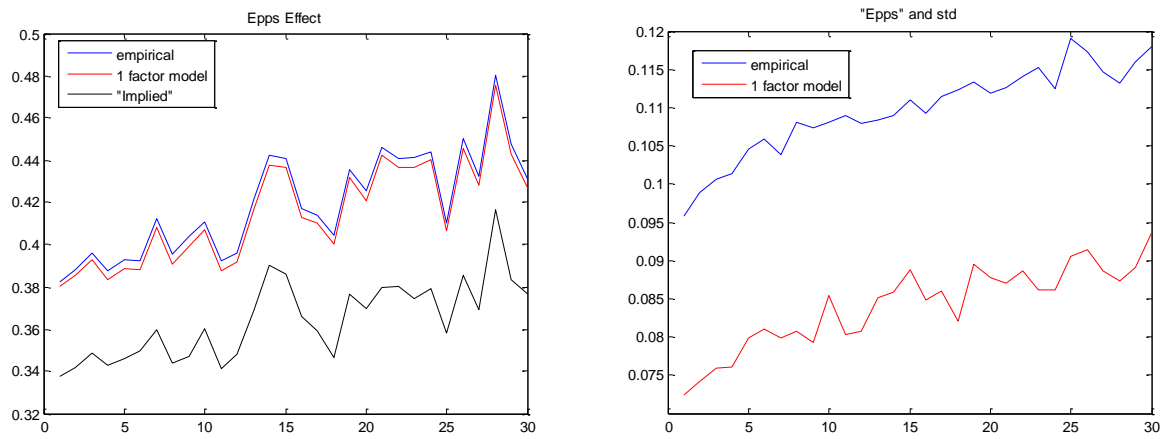 Epps Effect
0.5
0.48
0.46
0.44
0.42
0.4
0.38
0.36
0.34
0.32
0 5 10 15 20 25 30
empirical
1 factor model
"Implied"
"Epps" and std
0.12
0.115
0.11
0.105
0.1
0.095
0.09
0.085
0.08
0.075
0 5 10 15 20 25 30
empirical
1 factor model